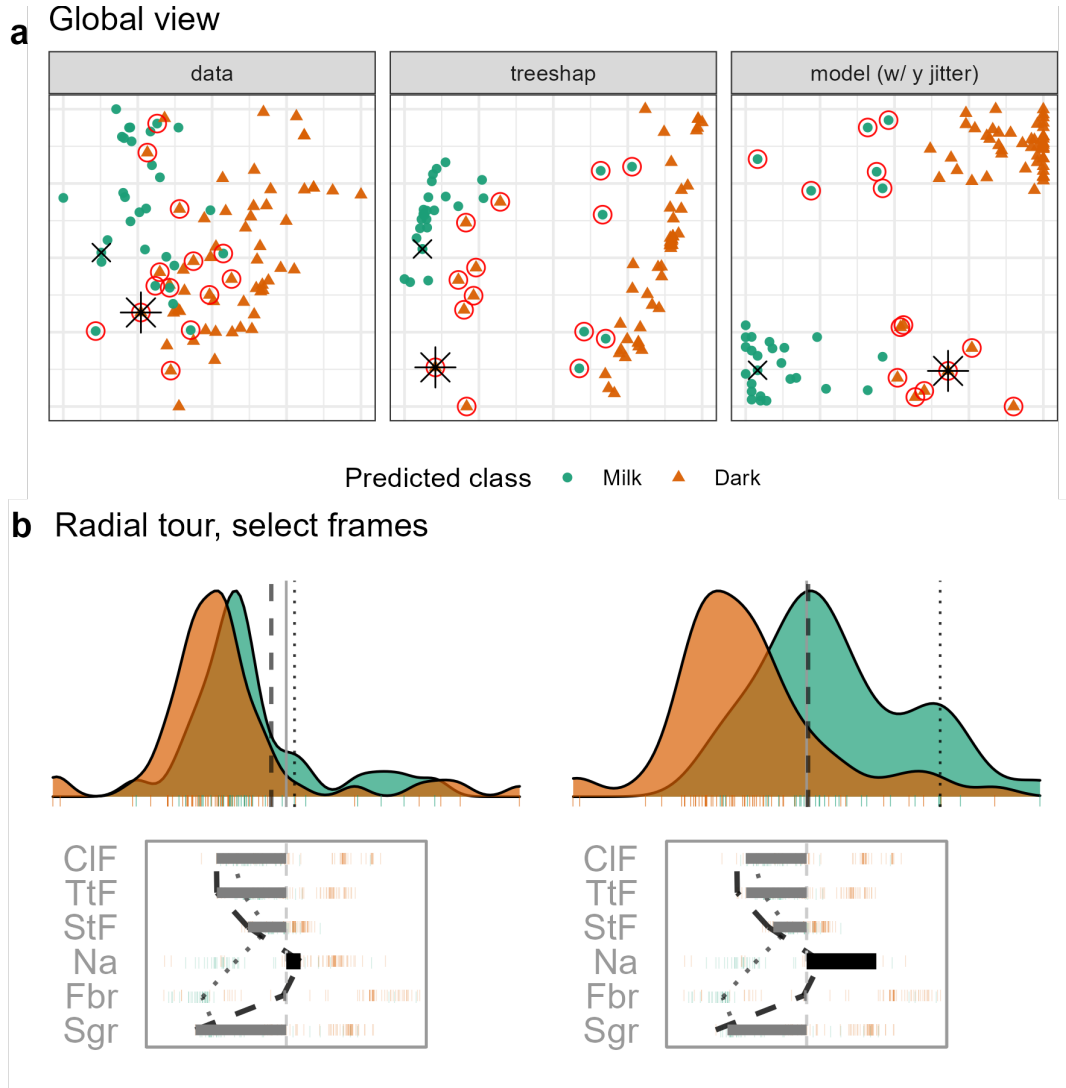 a Global view
data treeshap model (w/ y jitter)
Predicted class Milk Dark
b Radial tour, select frames
ClF ClF
TtF TtF
StF StF
Na Na
Fbr Fbr
Sgr Sgr